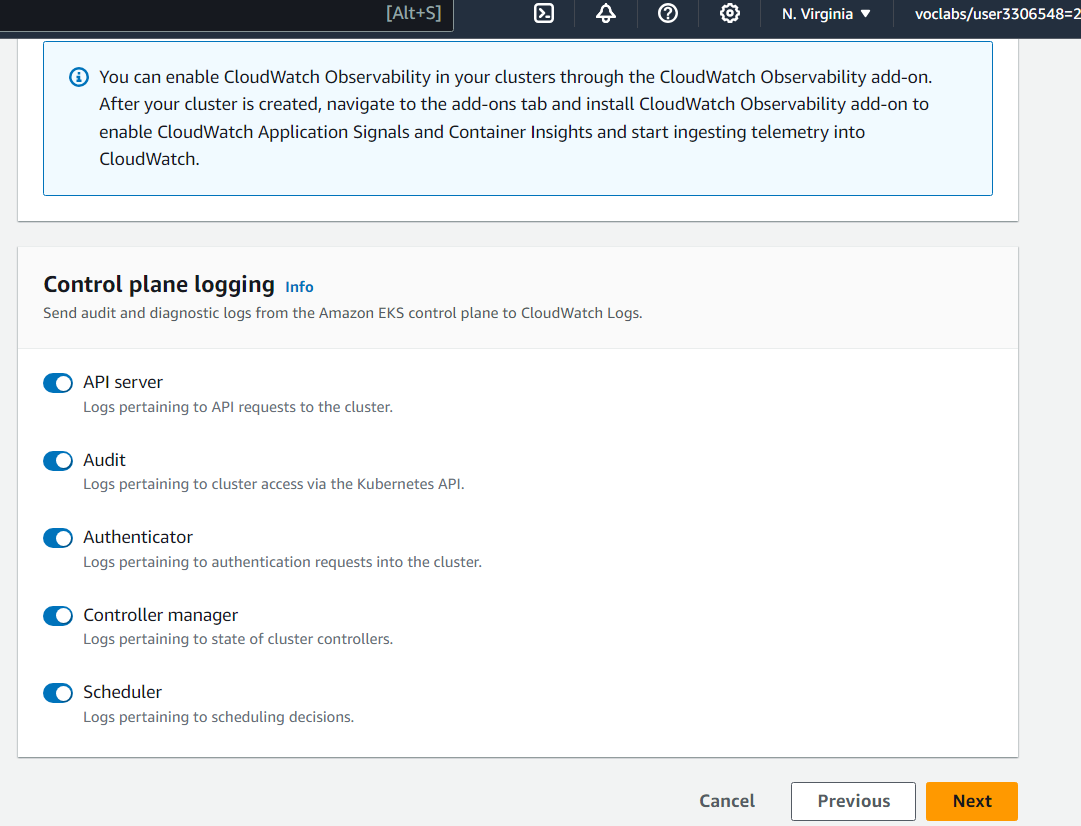 [Alt+S]
N. Virginia ▼
voclabs/user3306548=2
You can enable CloudWatch Observability in your clusters through the CloudWatch Observability add-on.
After your cluster is created, navigate to the add-ons tab and install CloudWatch Observability add-on to
enable CloudWatch Application Signals and Container Insights and start ingesting telemetry into
CloudWatch.
Control plane logging Info
Send audit and diagnostic logs from the Amazon EKS control plane to CloudWatch Logs.
API server
Logs pertaining to API requests to the cluster.
Audit
Logs pertaining to cluster access via the Kubernetes API.
Authenticator
Logs pertaining to authentication requests into the cluster.
Controller manager
Logs pertaining to state of cluster controllers.
Scheduler
Logs pertaining to scheduling decisions.
Cancel
Previous
Next